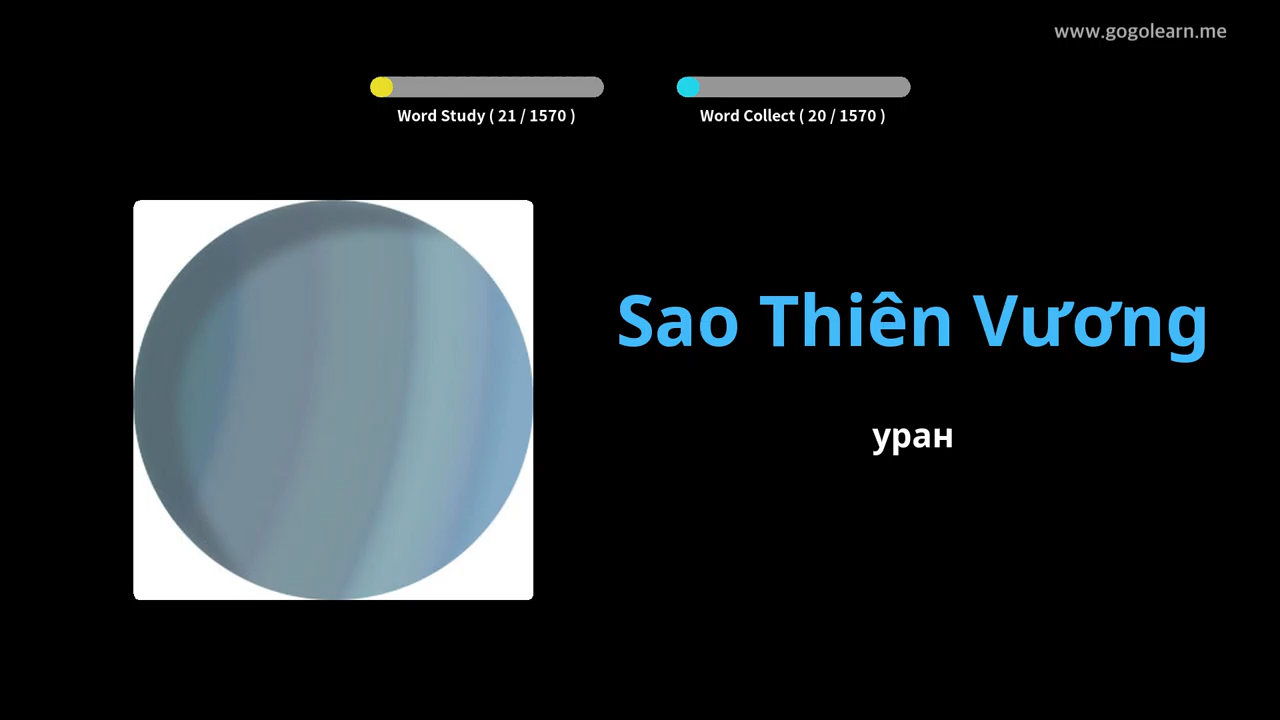 www.gogolearn.me
Word Study ( 21 / 1570 )
Word Collect ( 20 / 1570 )
Sao Thiên Vương
уран